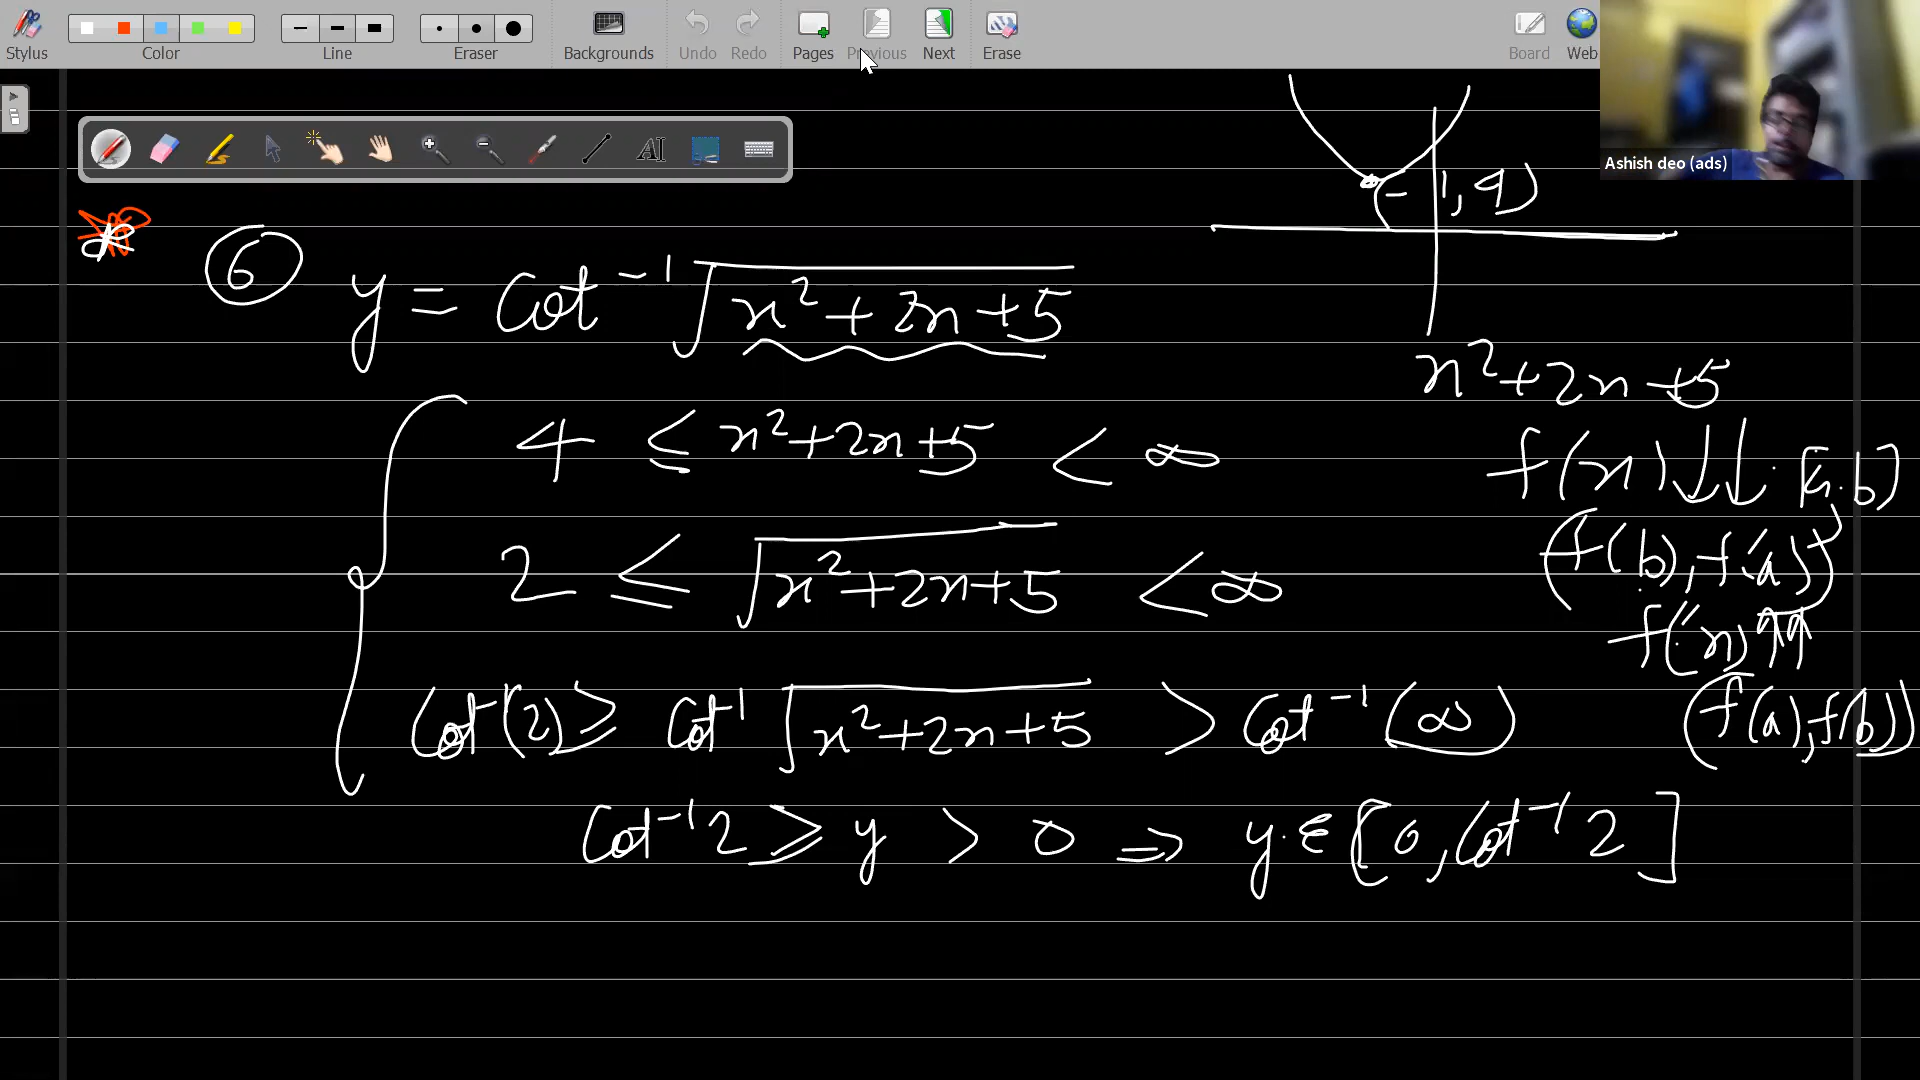 Stylus Color Line Eraser Backgrounds Undo Redo Pages Previous Next Erase Board Web
Ashish deo (ads)
(-1, 4)
⑥ y = Cot⁻¹ √(x² + 2x + 5)
x² + 2x + 5
4 ≤ x² + 2x + 5 < ∞
f(x) ↓↓ [a, b]
(f(b), f(a))
2 ≤ √(x² + 2x + 5) < ∞
f(x) ↑↑
(f(a), f(b))
Cot⁻¹(2) ≥ Cot⁻¹ √(x² + 2x + 5) > Cot⁻¹(∞)
Cot⁻¹ 2 ≥ y > 0 ⇒ y ∈ [0, Cot⁻¹ 2]